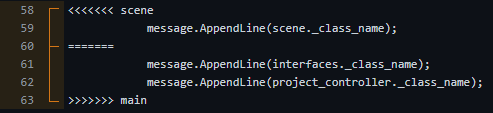 58 <<<<<<< scene
59 message.AppendLine(scene._class_name);
60 =======
61 message.AppendLine(interfaces._class_name);
62 message.AppendLine(project_controller._class_name);
63 >>>>>>> main